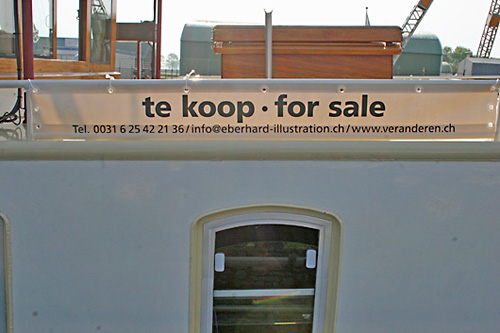 te koop · for sale
Tel. 0031 6 25 42 21 36 / info@eberhard-illustration.ch / www.veranderen.ch